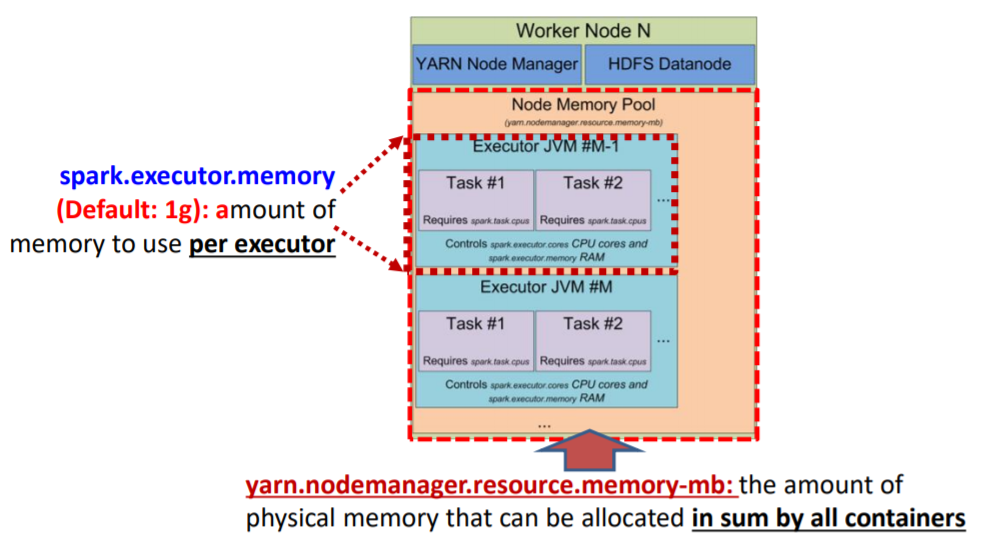 Worker Node N
YARN Node Manager
HDFS Datanode
Node Memory Pool
(yarn.nodemanager.resource.memory-mb)
Executor JVM #M-1
Task #1
Task #2
...
Requires spark.task.cpus
Requires spark.task.cpus
Controls spark.executor.cores CPU cores and
spark.executor.memory RAM
spark.executor.memory
(Default: 1g): amount of
memory to use per executor
Executor JVM #M
Task #1
Task #2
...
Requires spark.task.cpus
Requires spark.task.cpus
Controls spark.executor.cores CPU cores and
spark.executor.memory RAM
...
yarn.nodemanager.resource.memory-mb: the amount of
physical memory that can be allocated in sum by all containers